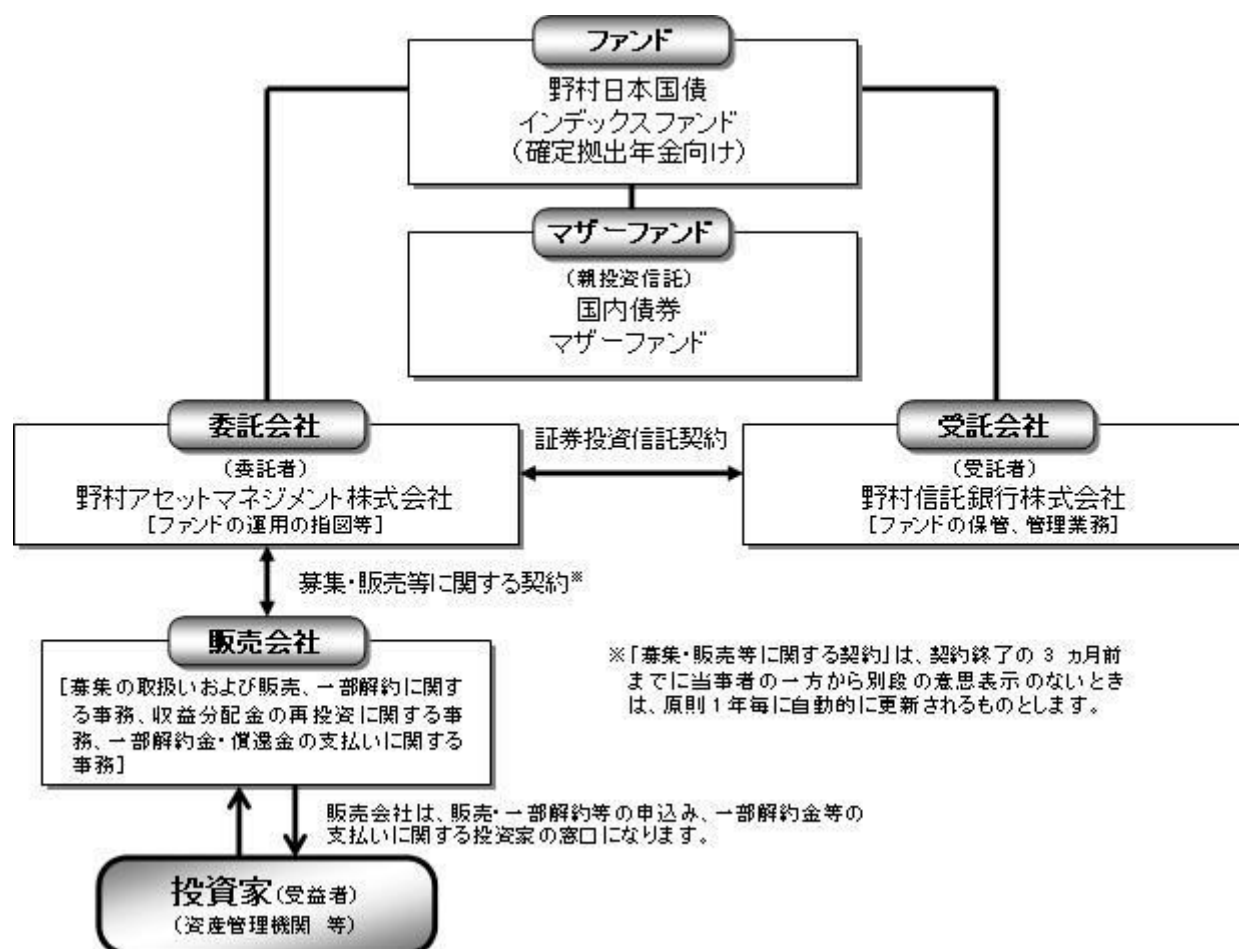 ファンド
野村日本国債
インデックスファンド
（確定拠出年金向け）
マザーファンド
（親投資信託）
国内債券
マザーファンド
委託会社
（委託者）
野村アセットマネジメント株式会社
［ファンドの運用の指図等］
証券投資信託契約
受託会社
（受託者）
野村信託銀行株式会社
［ファンドの保管、管理業務］
募集・販売等に関する契約※
販売会社
［募集の取扱いおよび販売、一部解約に関す
る事務、収益分配金の再投資に関する事
務、一部解約金・償還金の支払いに関する
事務］
※「募集・販売等に関する契約」は、契約終了の 3 ヵ月前
までに当事者の一方から別段の意思表示のないとき
は、原則１年毎に自動的に更新されるものとします。
販売会社は、販売・一部解約等の申込み、一部解約金等の
支払いに関する投資家の窓口になります。
投資家（受益者）
（資産管理機関 等）